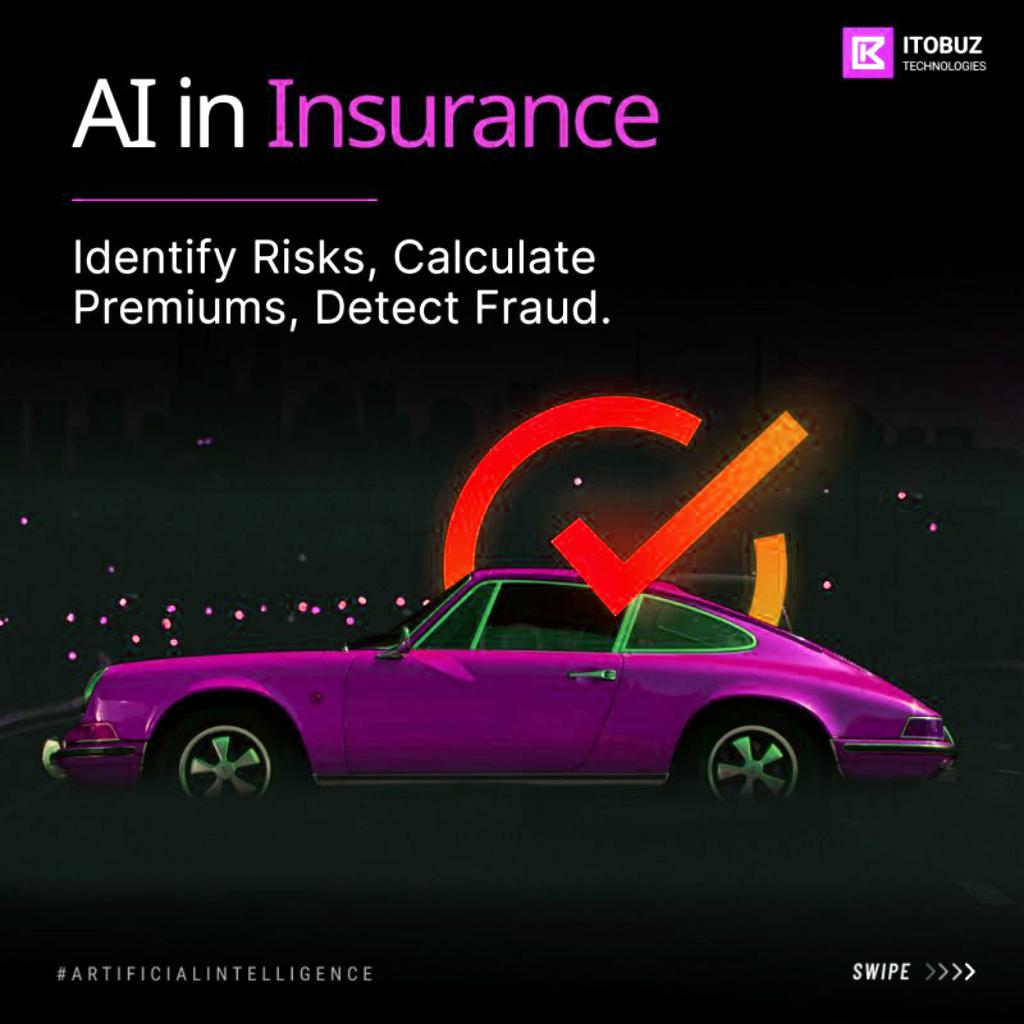 ITOBUZ
TECHNOLOGIES
AI in Insurance
Identify Risks, Calculate
Premiums, Detect Fraud.
#ARTIFICIALINTELLIGENCE
SWIPE >>>>